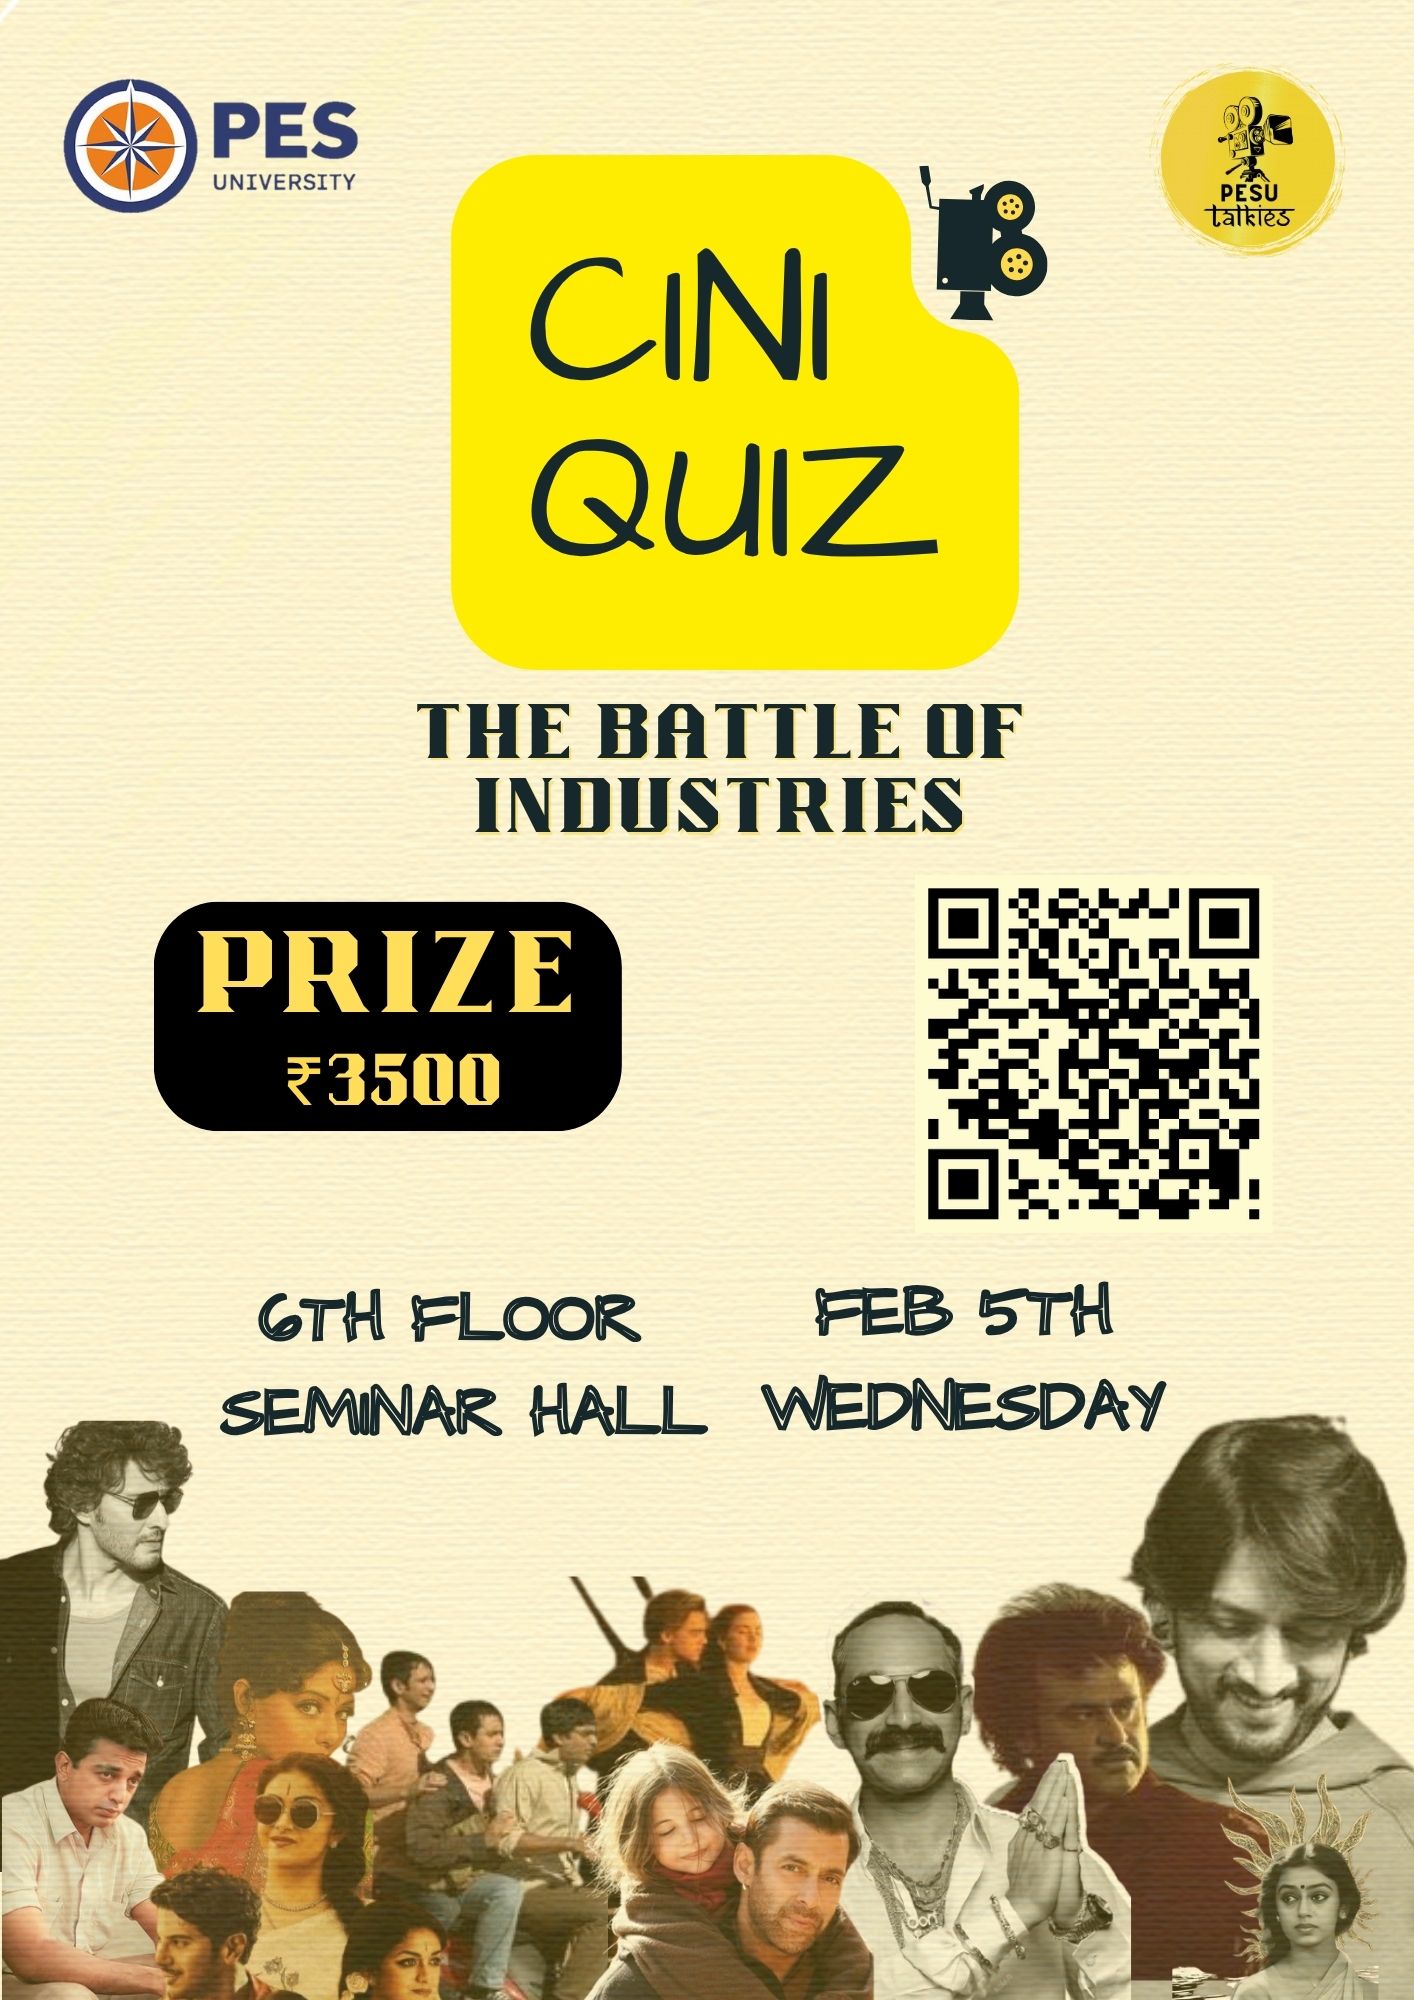 PES
UNIVERSITY
PESU
talkies
CINI
QUIZ
THE BATTLE OF
INDUSTRIES
PRIZE
₹3500
6TH FLOOR
SEMINAR HALL
FEB 5TH
WEDNESDAY